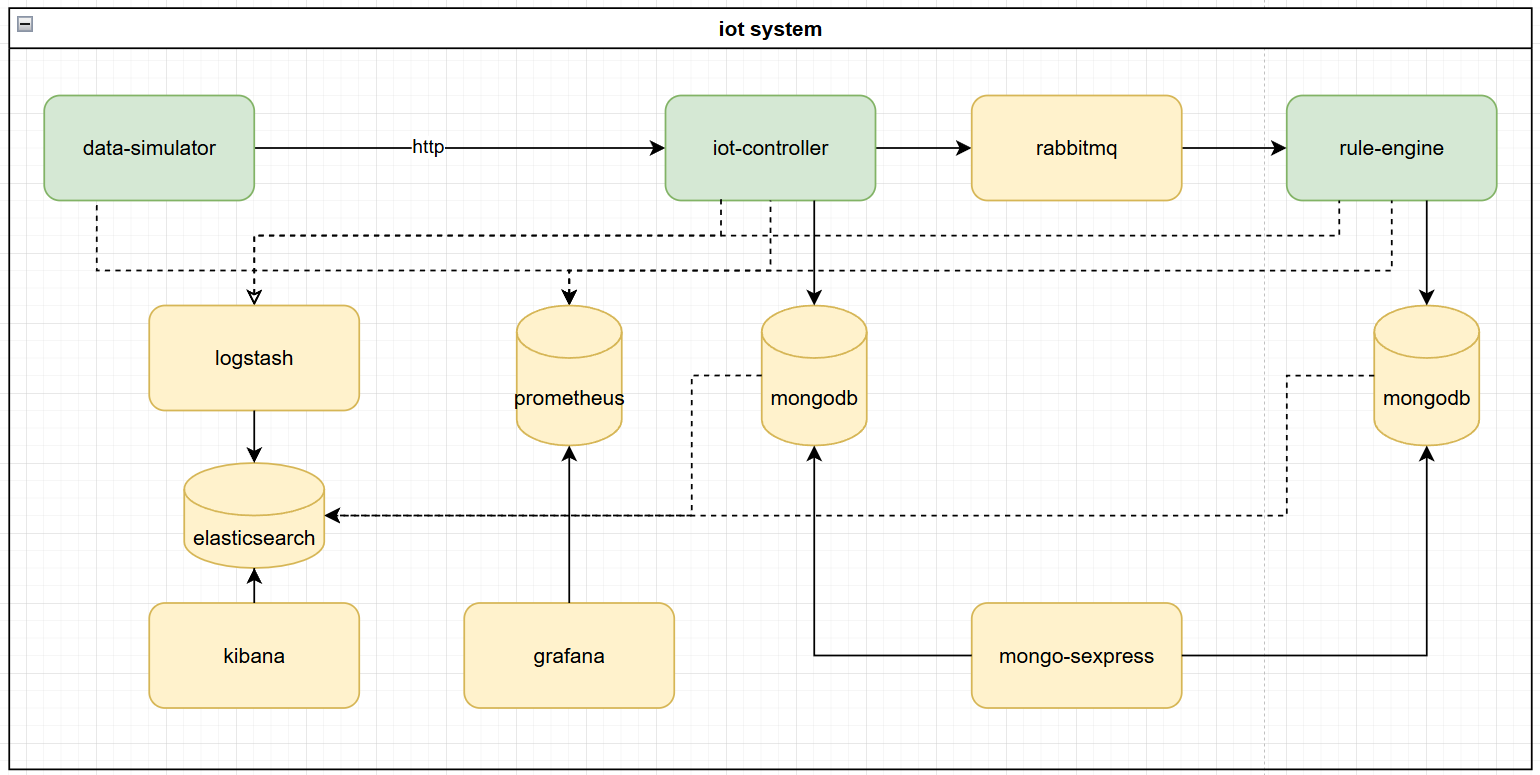 iot system
data-simulator
http
iot-controller
rabbitmq
rule-engine
logstash
prometheus
mongodb
mongodb
elasticsearch
kibana
grafana
mongo-sexpress